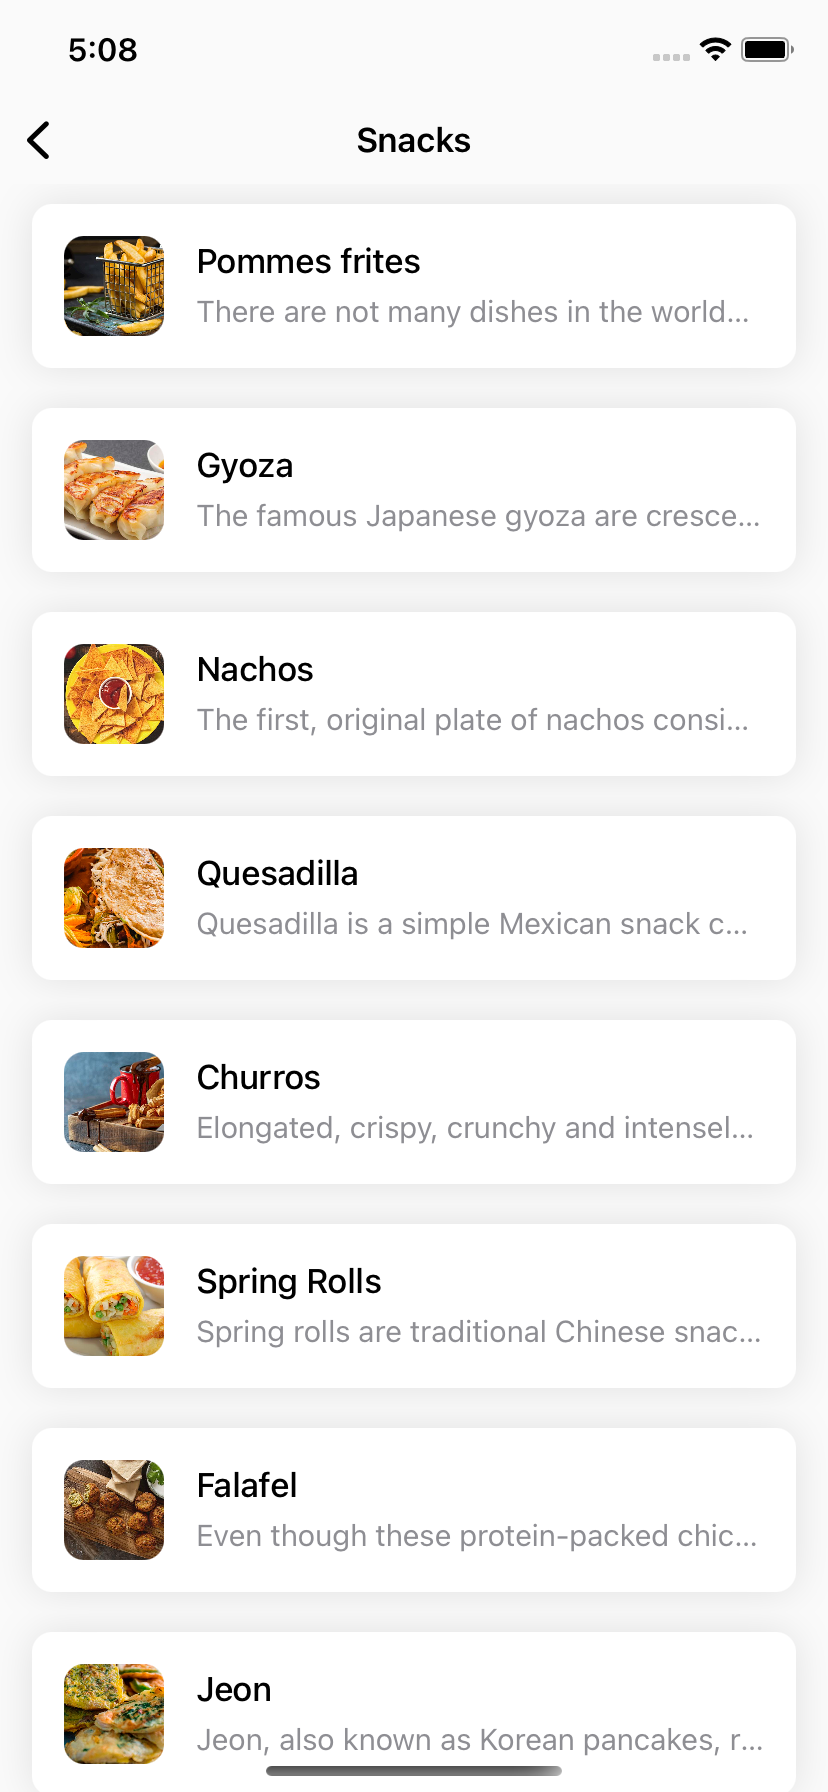 5:08
Snacks
Pommes frites
There are not many dishes in the world...
Gyoza
The famous Japanese gyoza are cresce...
Nachos
The first, original plate of nachos consi...
Quesadilla
Quesadilla is a simple Mexican snack c...
Churros
Elongated, crispy, crunchy and intensel...
Spring Rolls
Spring rolls are traditional Chinese snac...
Falafel
Even though these protein-packed chic...
Jeon
Jeon, also known as Korean pancakes, r...